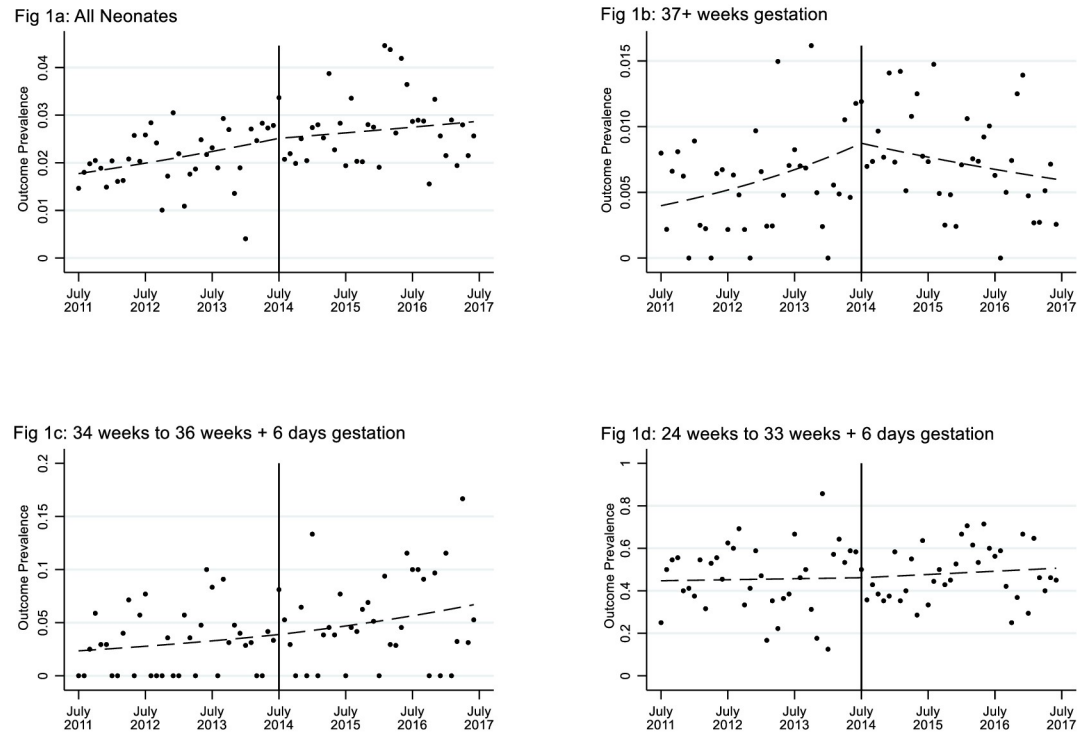 Fig 1a: All Neonates
Outcome Prevalence
0.04
0.03
0.02
0.01
0
July 2011
July 2012
July 2013
July 2014
July 2015
July 2016
July 2017
Fig 1b: 37+ weeks gestation
Outcome Prevalence
0.015
0.010
0.005
0
July 2011
July 2012
July 2013
July 2014
July 2015
July 2016
July 2017
Fig 1c: 34 weeks to 36 weeks + 6 days gestation
Outcome Prevalence
0.2
0.15
0.1
0.05
0
July 2011
July 2012
July 2013
July 2014
July 2015
July 2016
July 2017
Fig 1d: 24 weeks to 33 weeks + 6 days gestation
Outcome Prevalence
1
0.8
0.6
0.4
0.2
0
July 2011
July 2012
July 2013
July 2014
July 2015
July 2016
July 2017